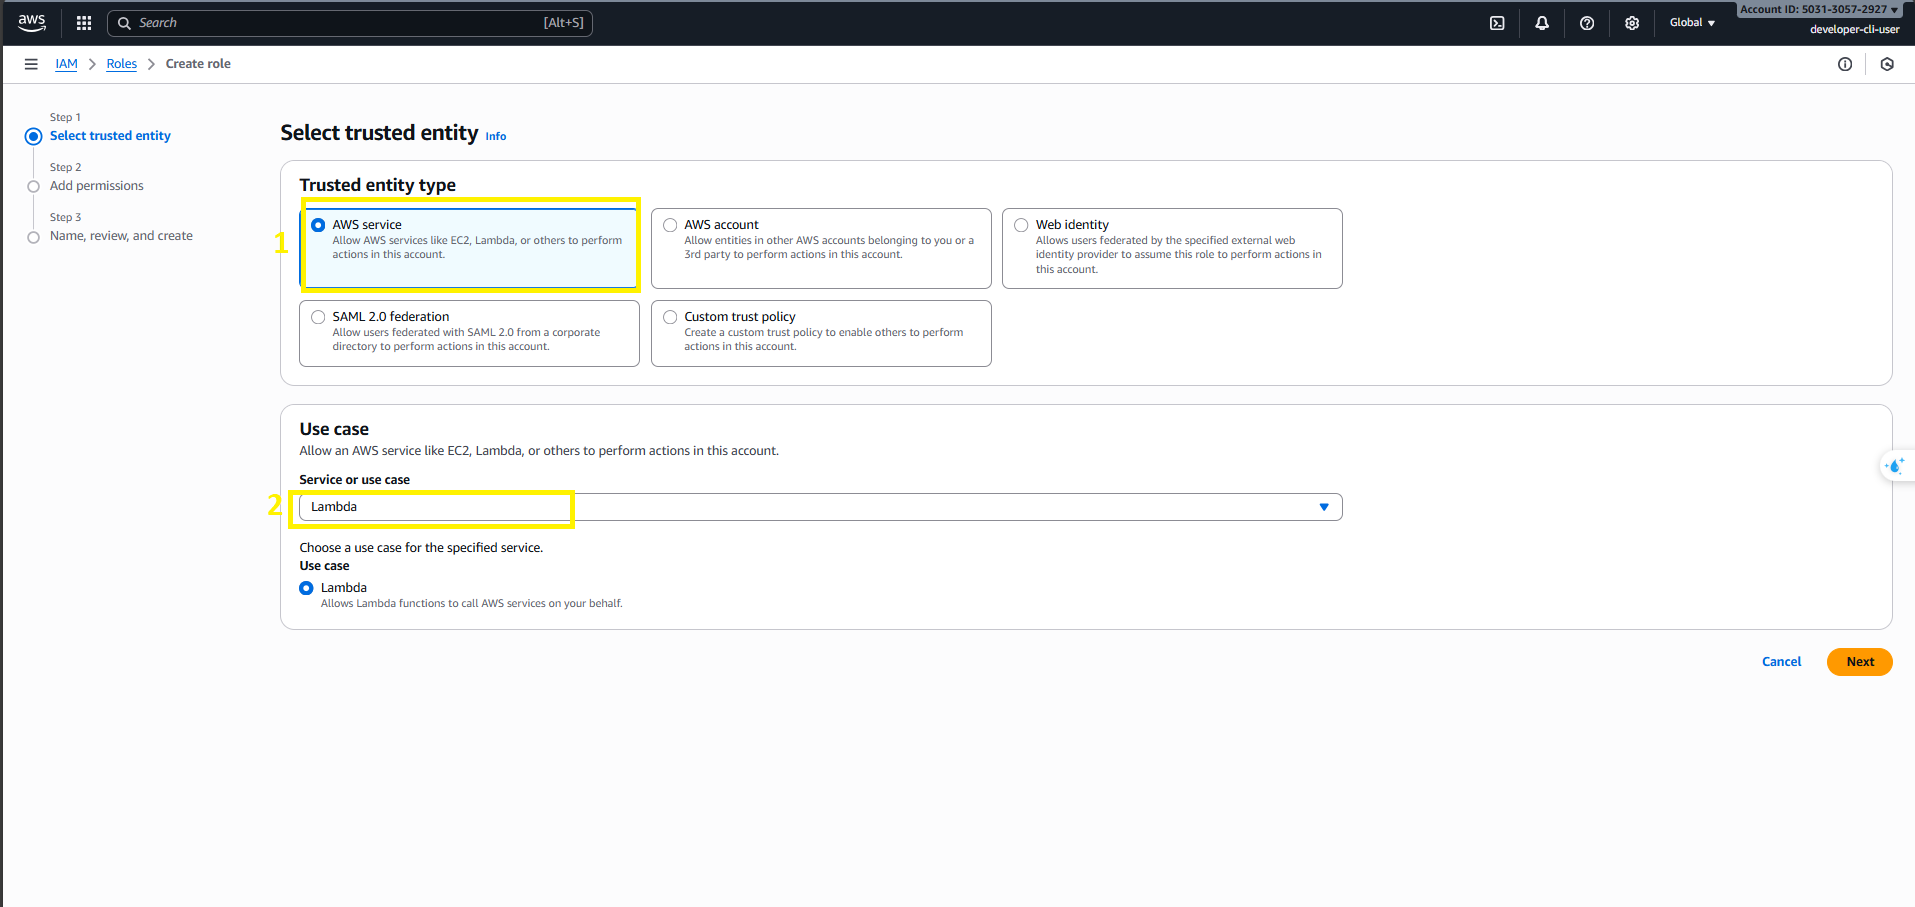 aws
Search
[Alt+S]
Global
Account ID: 5031-3057-2927
developer-cli-user
IAM
Roles
Create role
Step 1
Select trusted entity
Step 2
Add permissions
Step 3
Name, review, and create
Select trusted entity Info
Trusted entity type
1
AWS service
Allow AWS services like EC2, Lambda, or others to perform
actions in this account.
AWS account
Allow entities in other AWS accounts belonging to you or a
3rd party to perform actions in this account.
Web identity
Allows users federated by the specified external web
identity provider to assume this role to perform actions in
this account.
SAML 2.0 federation
Allow users federated with SAML 2.0 from a corporate
directory to perform actions in this account.
Custom trust policy
Create a custom trust policy to enable others to perform
actions in this account.
Use case
Allow an AWS service like EC2, Lambda, or others to perform actions in this account.
Service or use case
2
Lambda
Choose a use case for the specified service.
Use case
Lambda
Allows Lambda functions to call AWS services on your behalf.
Cancel
Next